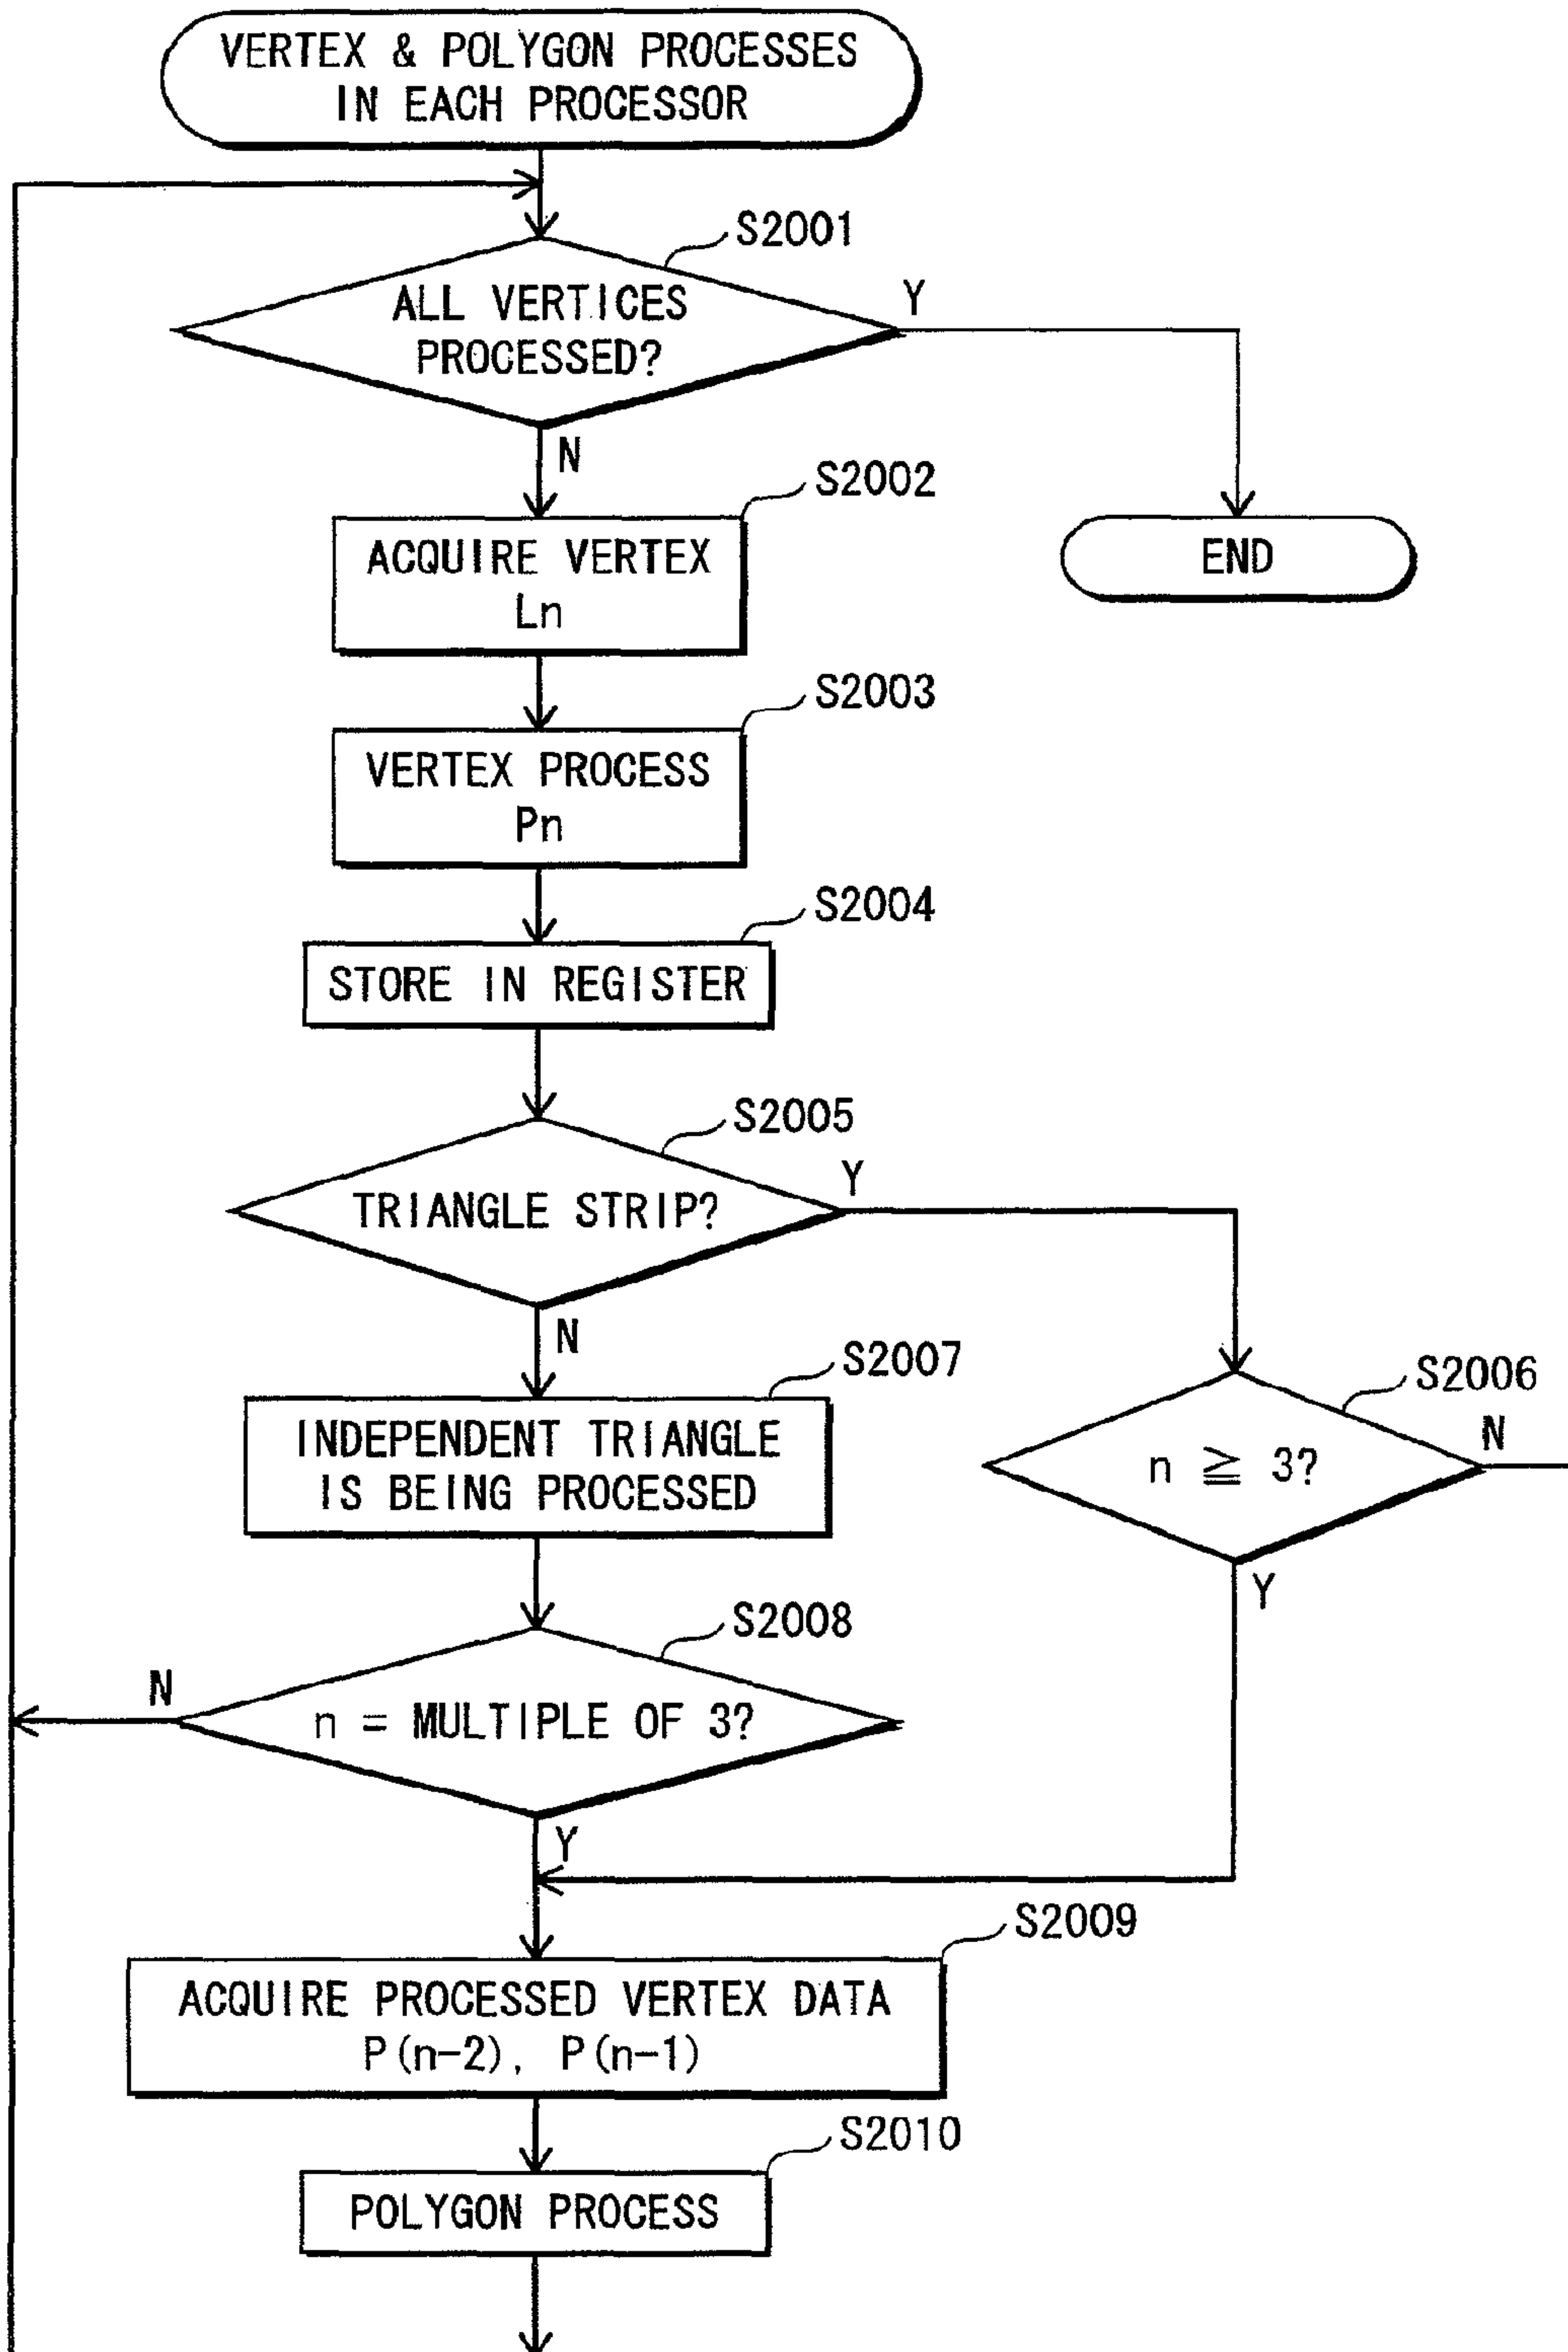 VERTEX & POLYGON PROCESSES
IN EACH PROCESSOR
S2001
ALL VERTICES
PROCESSED?
Y
N
S2002
ACQUIRE VERTEX
Ln
END
S2003
VERTEX PROCESS
Pn
S2004
STORE IN REGISTER
S2005
TRIANGLE STRIP?
Y
N
S2007
INDEPENDENT TRIANGLE
IS BEING PROCESSED
S2006
n ≧ 3?
N
Y
S2008
n = MULTIPLE OF 3?
N
Y
S2009
ACQUIRE PROCESSED VERTEX DATA
P(n-2), P(n-1)
S2010
POLYGON PROCESS